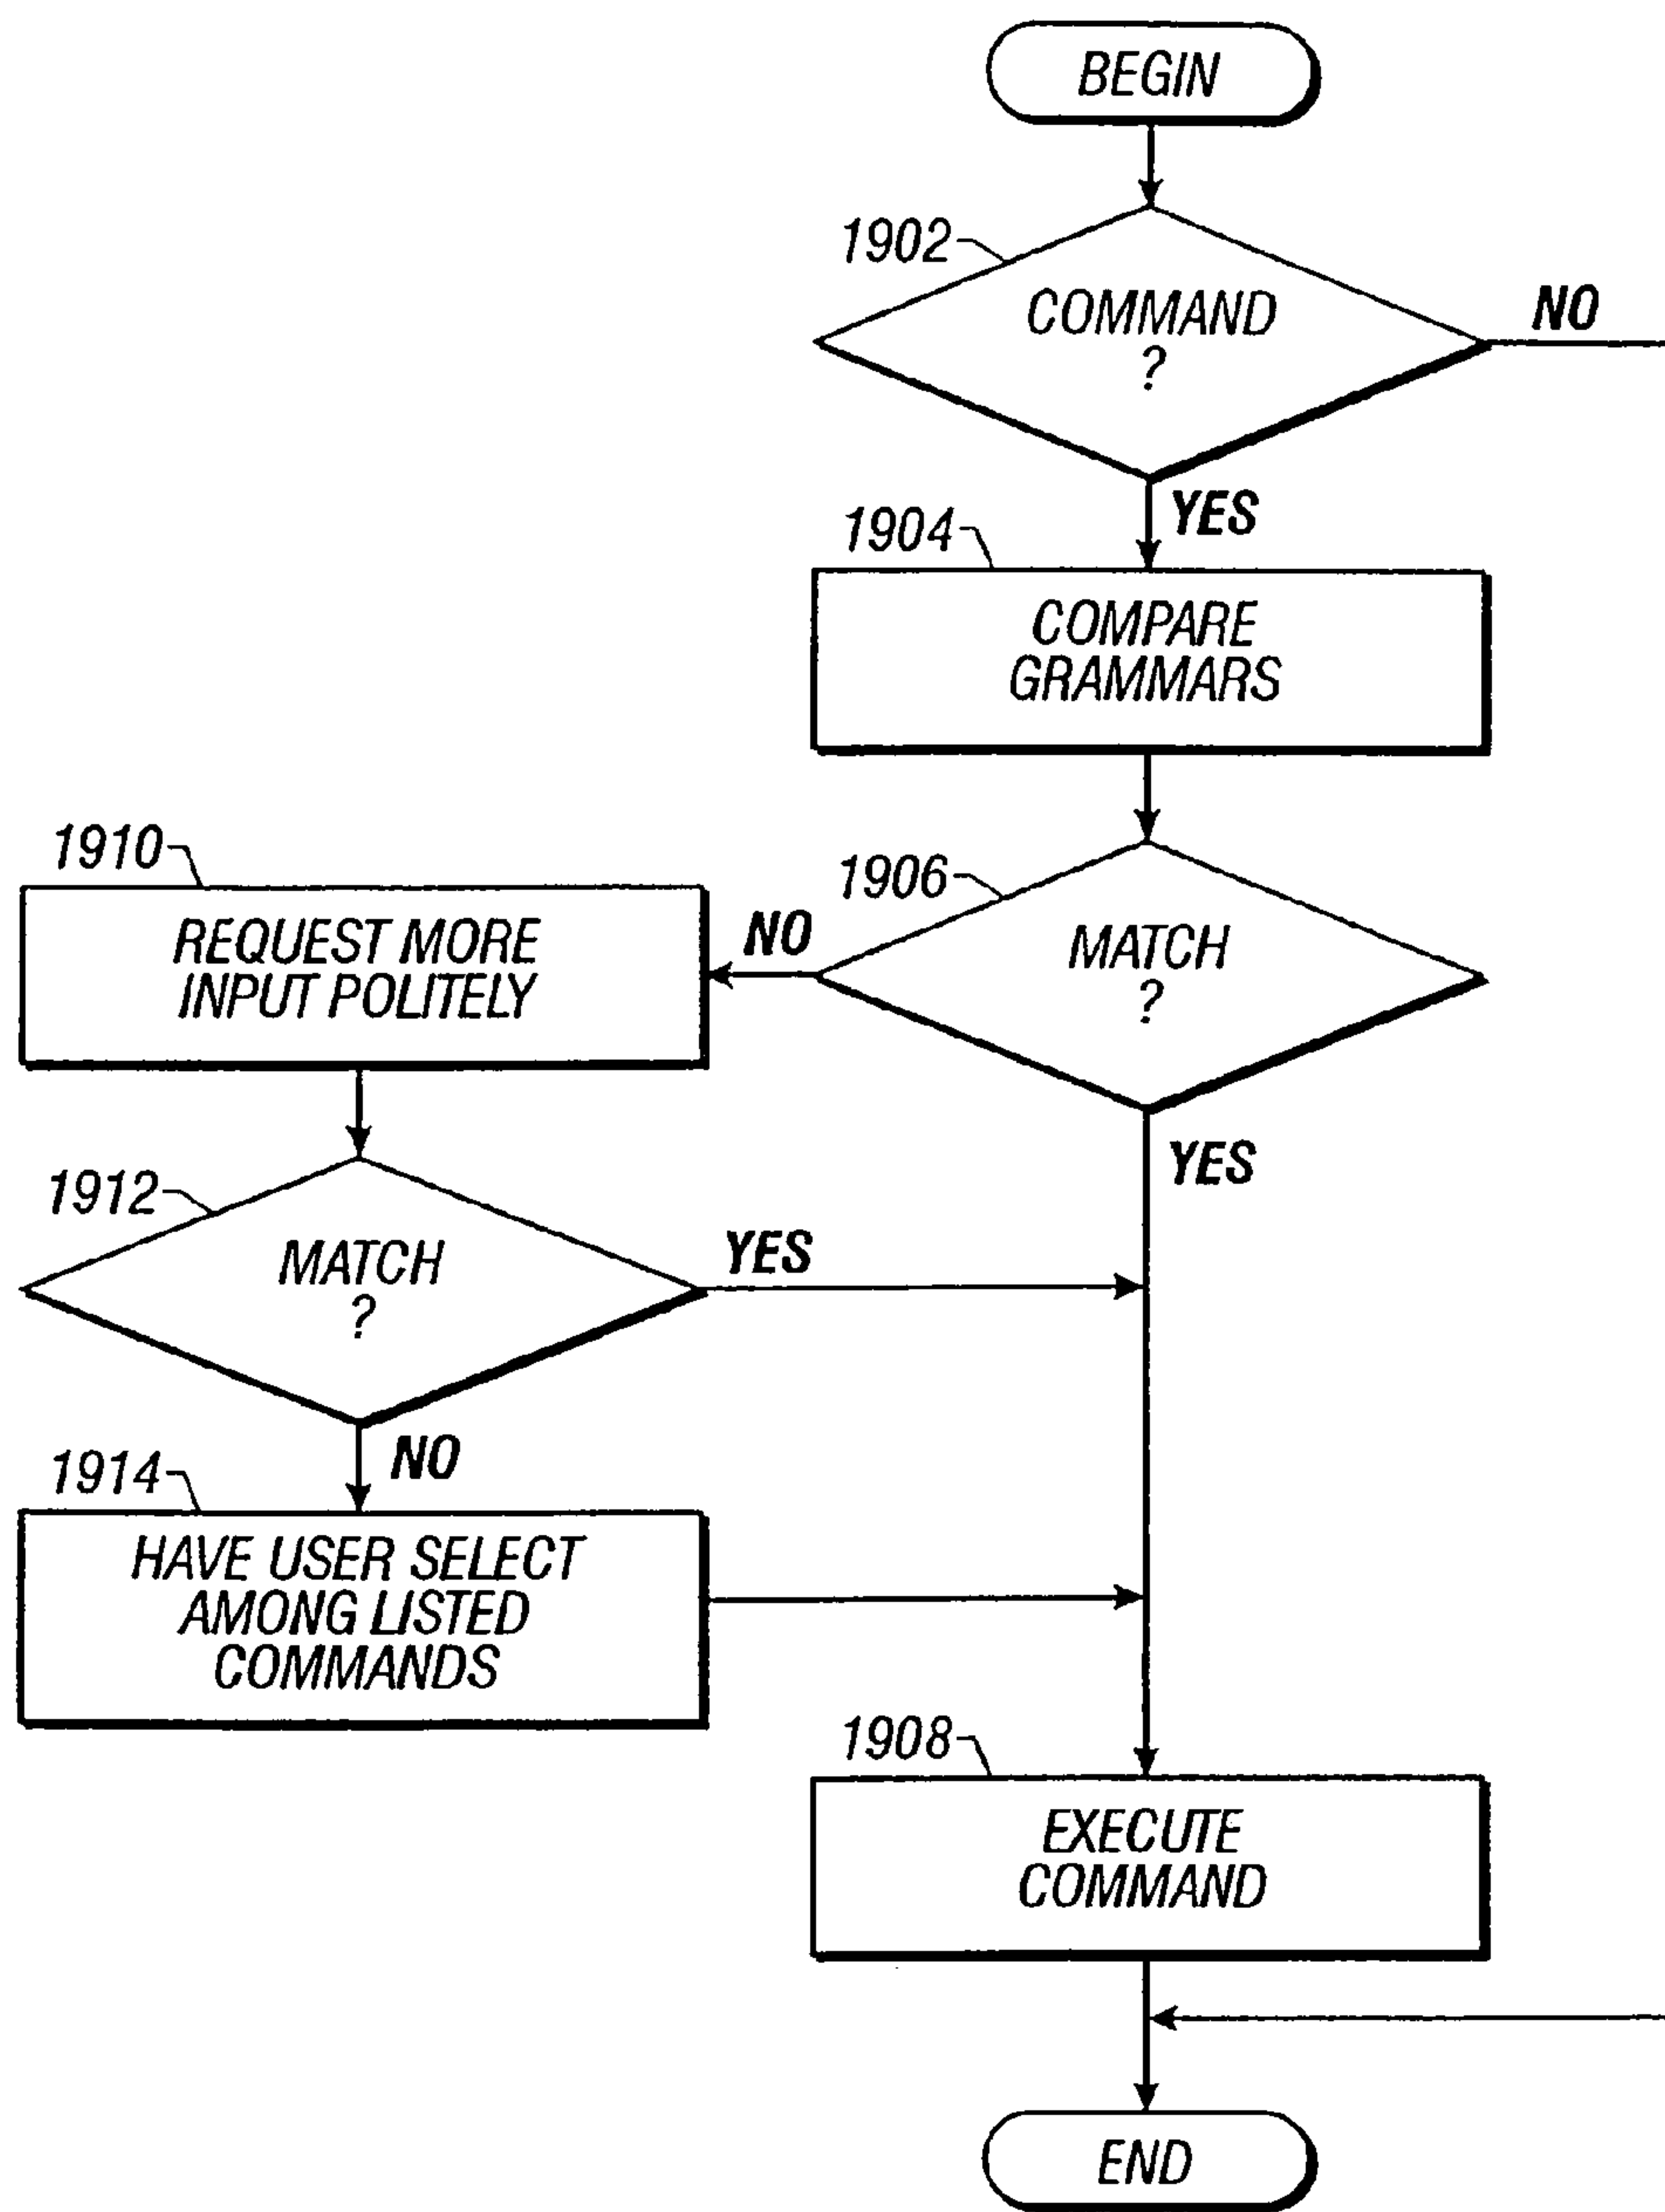 BEGIN
1902
COMMAND
?
NO
YES
1904
COMPARE
GRAMMARS
1910
REQUEST MORE
INPUT POLITELY
NO
1906
MATCH
?
YES
1912
MATCH
?
YES
NO
1914
HAVE USER SELECT
AMONG LISTED
COMMANDS
1908
EXECUTE
COMMAND
END